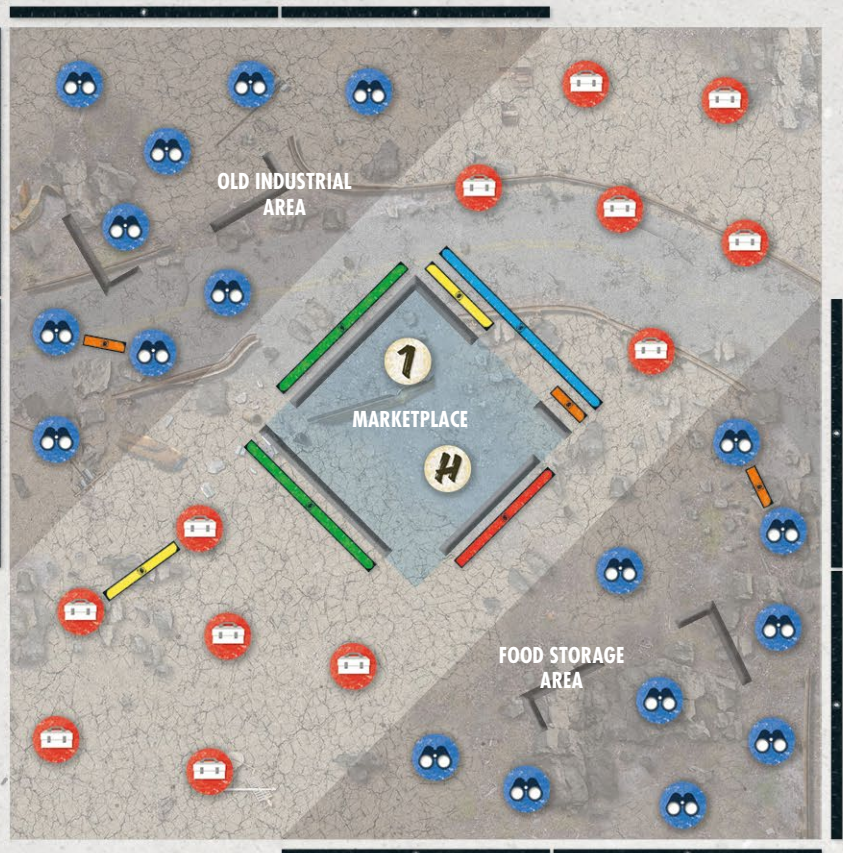 OLD INDUSTRIAL
AREA
1
MARKETPLACE
H
FOOD STORAGE
AREA